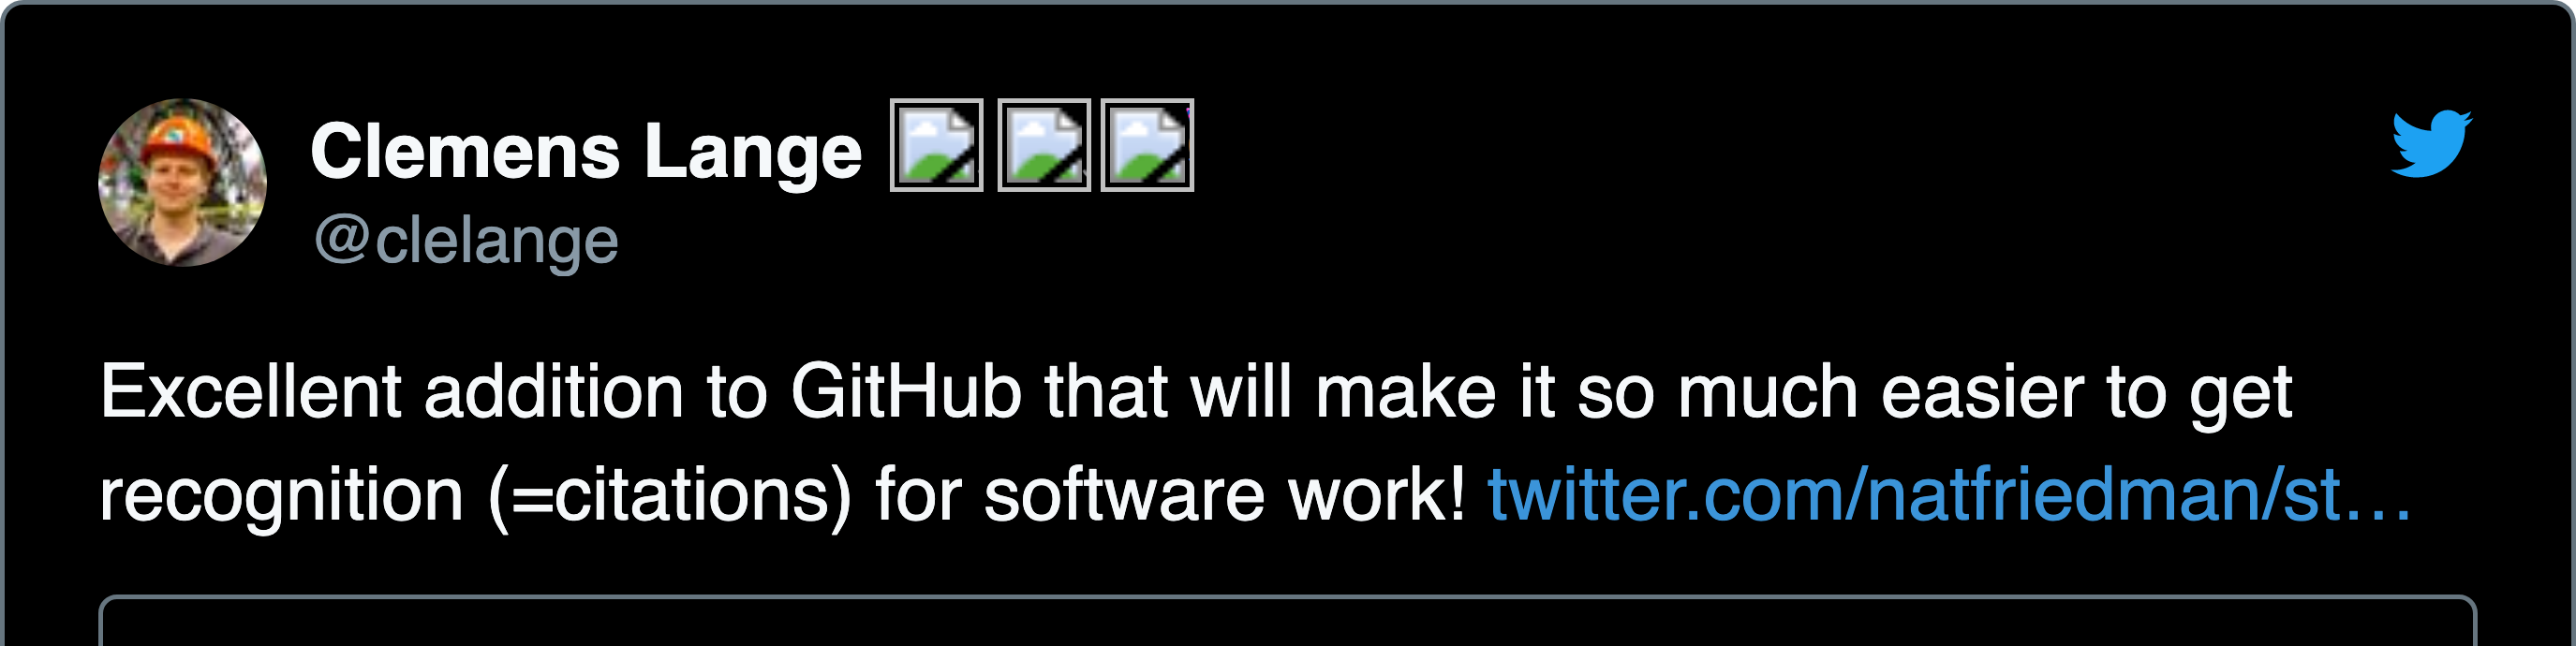 Clemens Lange
@clelange
Excellent addition to GitHub that will make it so much easier to get
recognition (=citations) for software work! twitter.com/natfriedman/st…